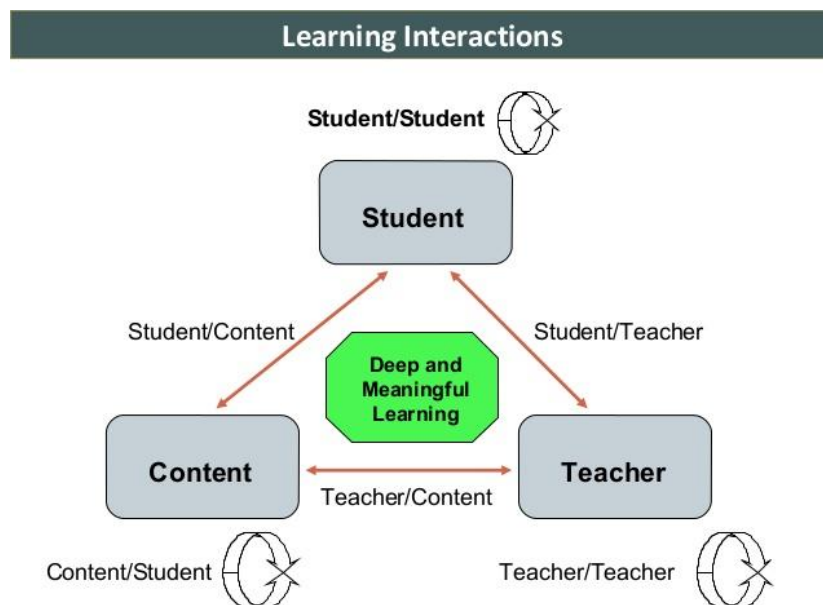 Learning Interactions
Student/Student
Student
Student/Content
Student/Teacher
Deep and
Meaningful
Learning
Content
Teacher
Teacher/Content
Content/Student
Teacher/Teacher